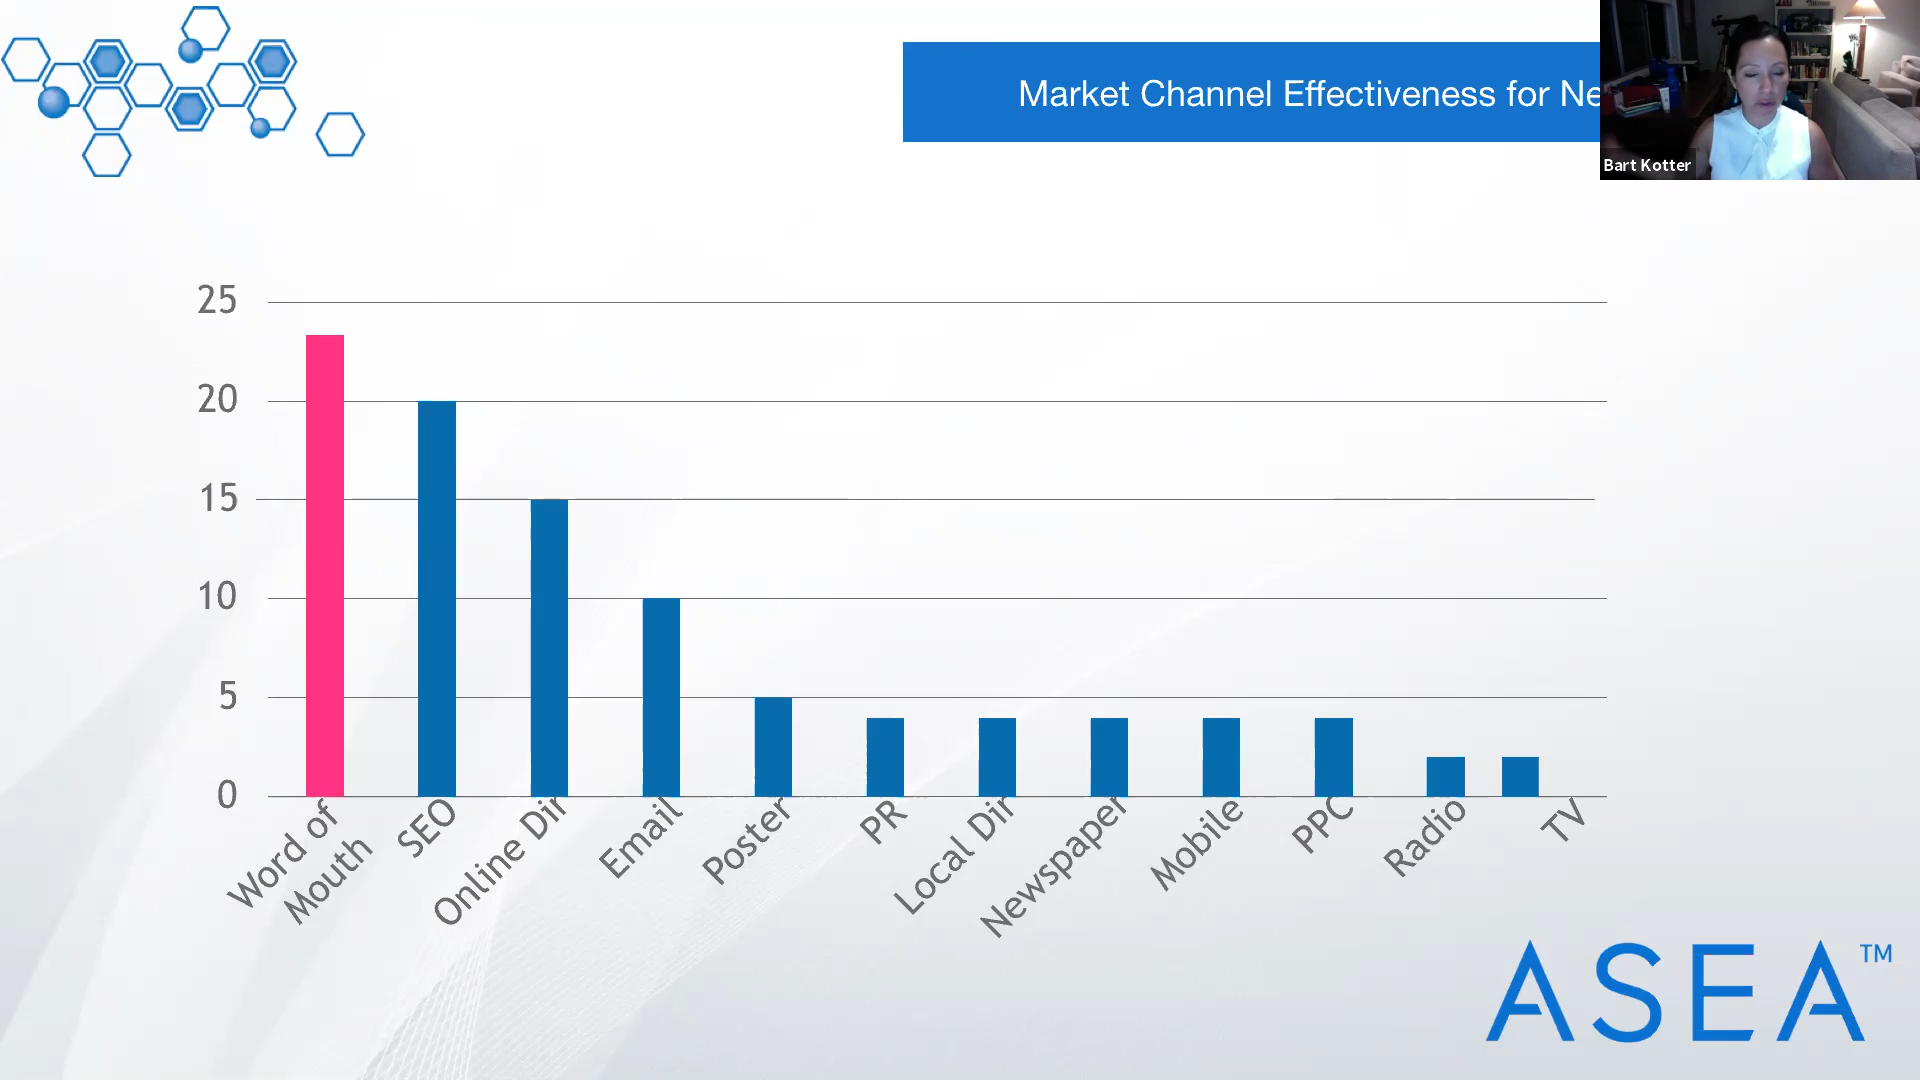 Market Channel Effectiveness for Ne
Bart Kotter
25
20
15
10
5
0
Word of
Mouth
SEO
Online Dir
Email
Poster
PR
Local Dir
Newspaper
Mobile
PPC
Radio
TV
ASEA™